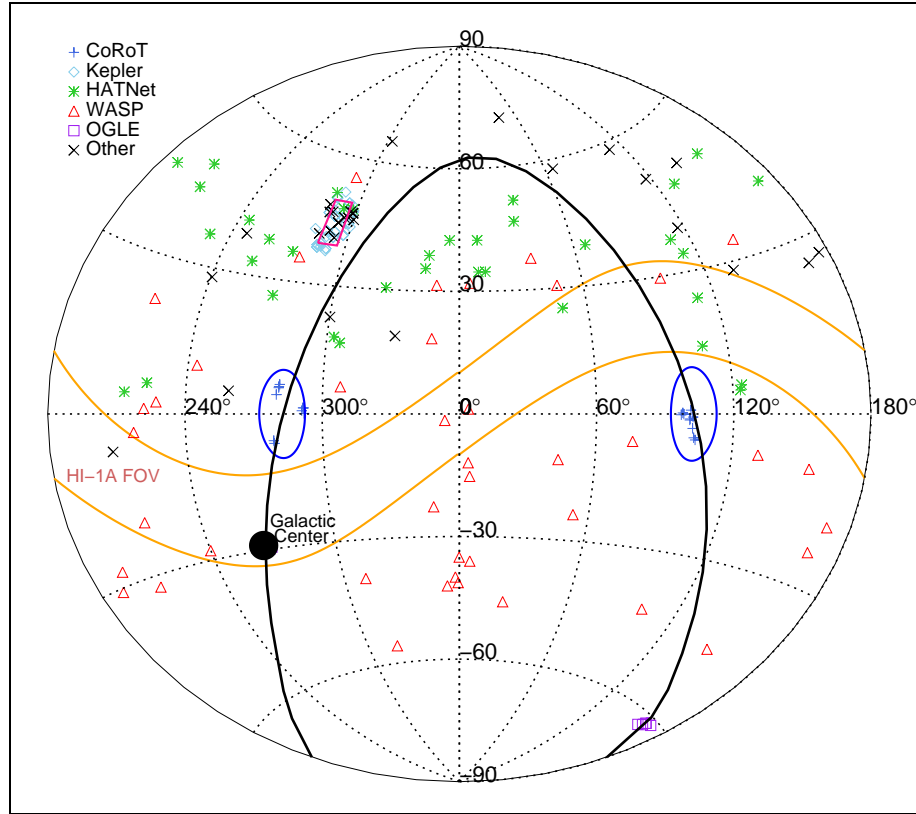 90
CoRoT
Kepler
HATNet
WASP
OGLE
Other
60
30
240°
300°
0°
60°
120°
180°
HI–1A FOV
Galactic
Center
–30
–60
–90